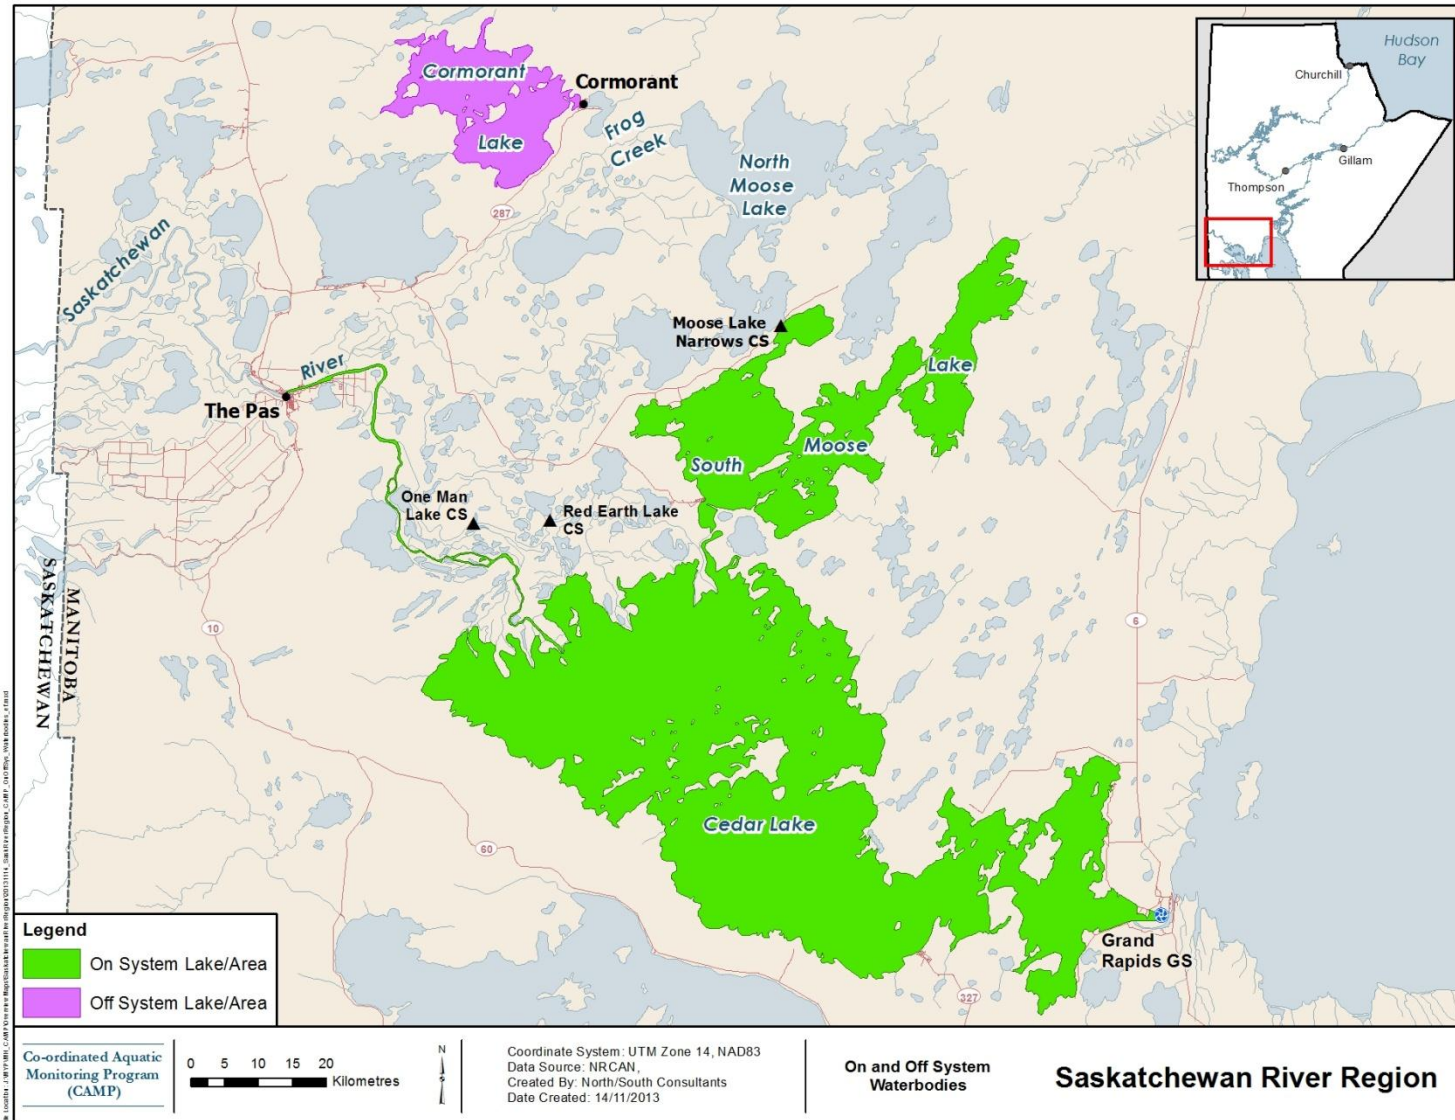 Hudson
Bay
Churchill
Gillam
Thompson
Cormorant
Lake
Cormorant
Frog
Creek
North
Moose
Lake
287
Saskatchewan
River
The Pas
Moose Lake
Narrows CS
Lake
Moose
South
One Man
Lake CS
Red Earth Lake
CS
SASKATCHEWAN
MANITOBA
10
6
60
Cedar Lake
Grand
Rapids GS
327
Legend
On System Lake/Area
Off System Lake/Area
Co-ordinated Aquatic
Monitoring Program
(CAMP)
0 5 10 15 20
Kilometres
N
Coordinate System: UTM Zone 14, NAD83
Data Source: NRCAN,
Created By: North/South Consultants
Date Created: 14/11/2013
On and Off System
Waterbodies
Saskatchewan River Region